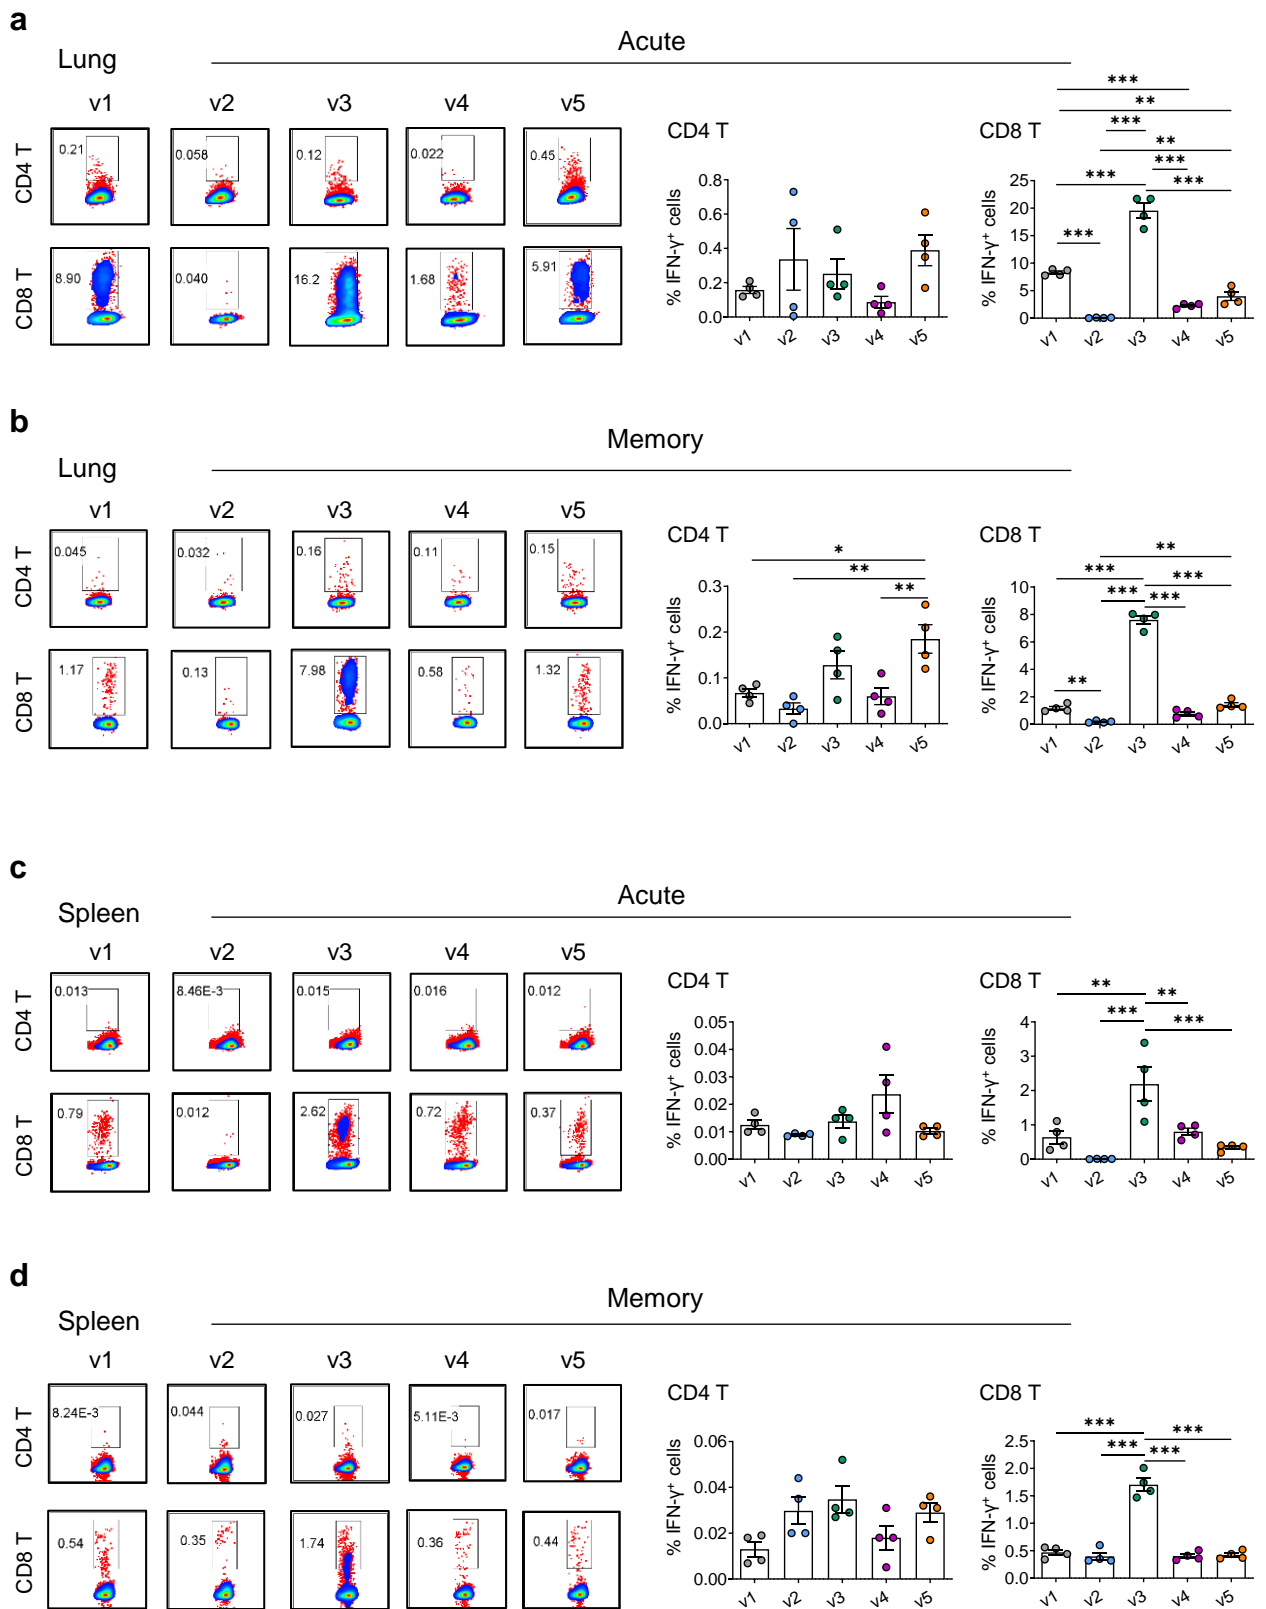 a
Acute
Lung
v1 v2 v3 v4 v5
CD4 T
0.21 0.058 0.12 0.022 0.45
CD8 T
8.90 0.040 16.2 1.68 5.91
CD4 T
% IFN-γ+ cells
0.8
0.6
0.4
0.2
0.0
v1 v2 v3 v4 v5
CD8 T
***
**
***
**
***
*** ***
***
% IFN-γ+ cells
25
20
15
10
5
0
v1 v2 v3 v4 v5
b
Memory
Lung
v1 v2 v3 v4 v5
CD4 T
0.045 0.032 0.16 0.11 0.15
CD8 T
1.17 0.13 7.98 0.58 1.32
CD4 T
*
**
**
% IFN-γ+ cells
0.3
0.2
0.1
0.0
v1 v2 v3 v4 v5
CD8 T
**
*** ***
*** ***
**
% IFN-γ+ cells
10
8
6
4
2
0
v1 v2 v3 v4 v5
c
Acute
Spleen
v1 v2 v3 v4 v5
CD4 T
0.013 8.46E-3 0.015 0.016 0.012
CD8 T
0.79 0.012 2.62 0.72 0.37
CD4 T
% IFN-γ+ cells
0.05
0.04
0.03
0.02
0.01
0.00
v1 v2 v3 v4 v5
CD8 T
** **
*** ***
% IFN-γ+ cells
4
3
2
1
0
v1 v2 v3 v4 v5
d
Memory
Spleen
v1 v2 v3 v4 v5
CD4 T
8.24E-3 0.044 0.027 5.11E-3 0.017
CD8 T
0.54 0.35 1.74 0.36 0.44
CD4 T
% IFN-γ+ cells
0.06
0.04
0.02
0.00
v1 v2 v3 v4 v5
CD8 T
*** ***
*** ***
% IFN-γ+ cells
2.5
2.0
1.5
1.0
0.5
0.0
v1 v2 v3 v4 v5